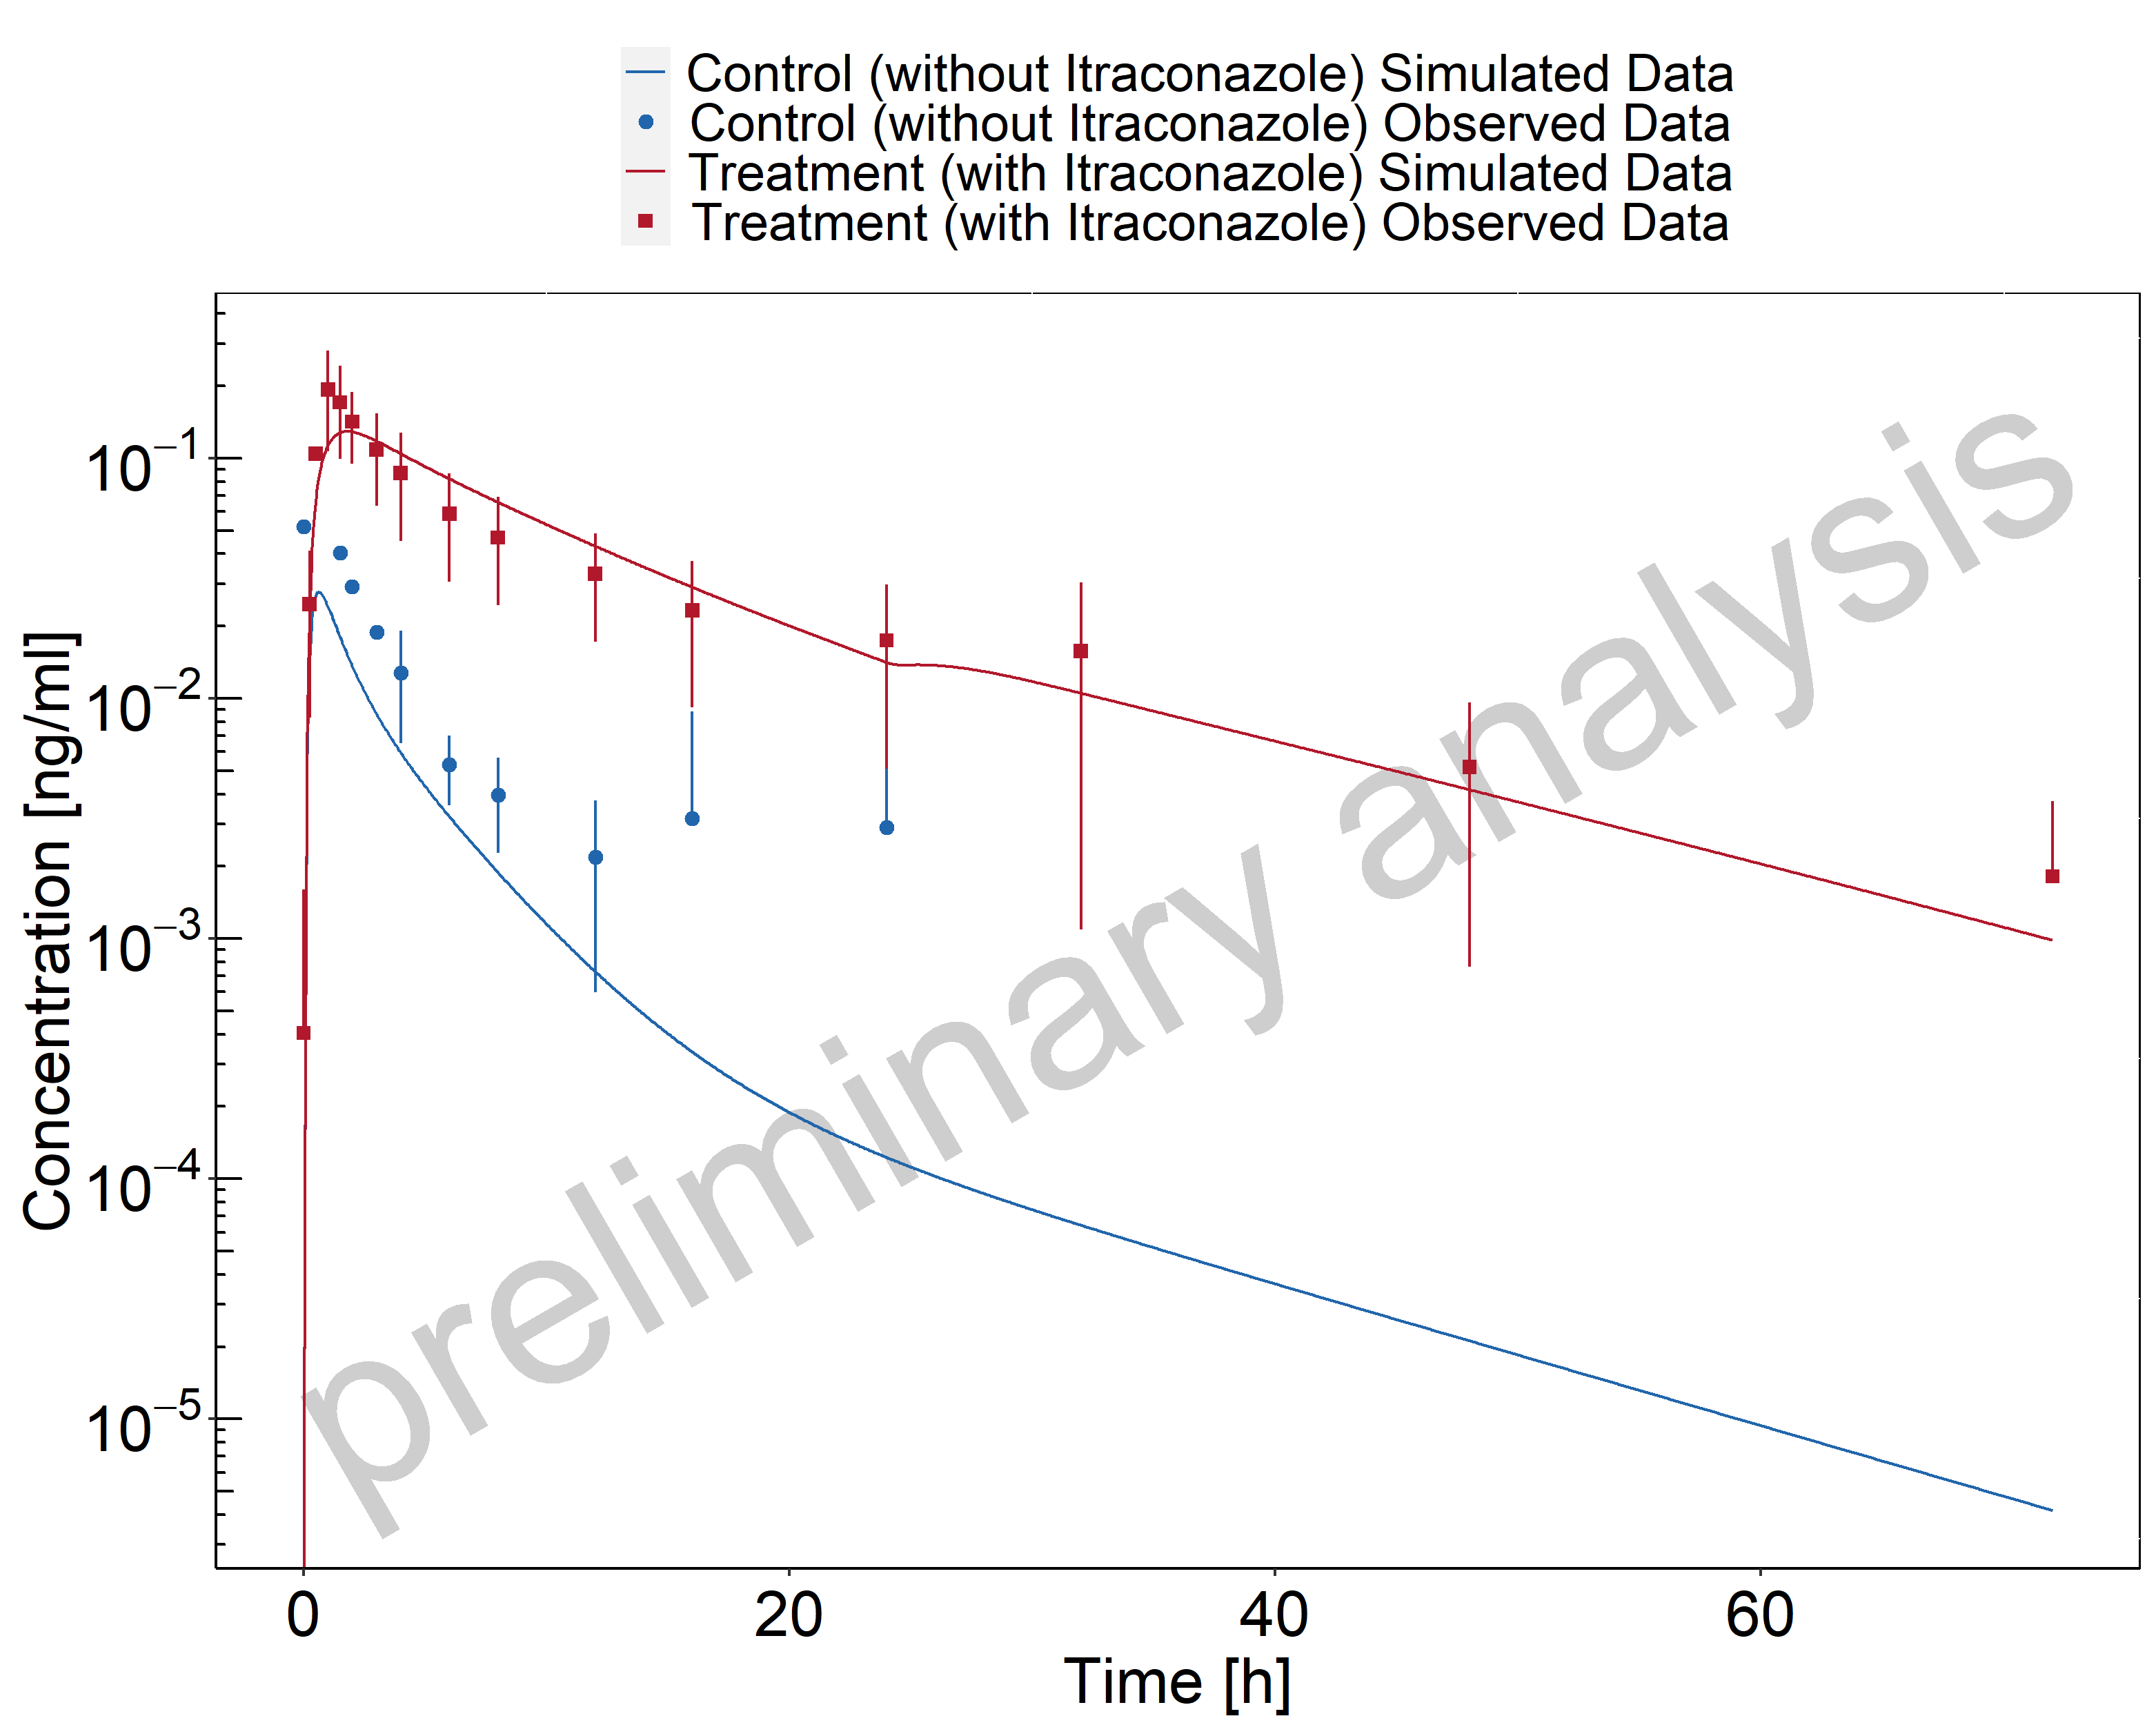 Control (without Itraconazole) Simulated Data
Control (without Itraconazole) Observed Data
Treatment (with Itraconazole) Simulated Data
Treatment (with Itraconazole) Observed Data
Concentration [ng/ml]
10−1
10−2
10−3
10−4
10−5
preliminary analysis
0 20 40 60
Time [h]